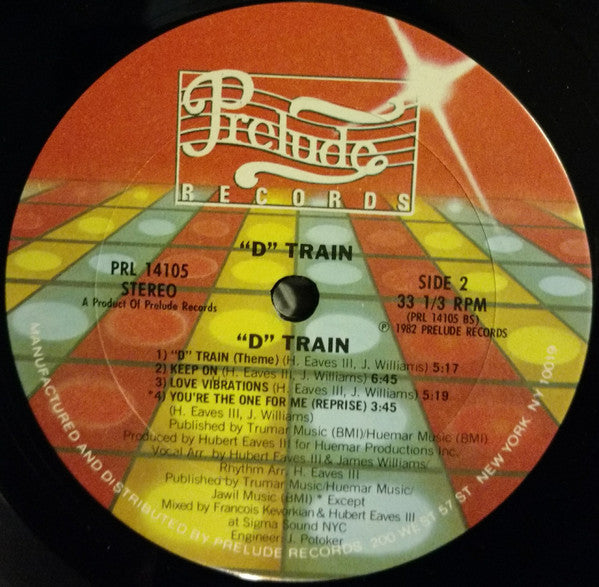 Prelude
RECORDS
"D" TRAIN
PRL 14105
STEREO
A Product Of Prelude Records
SIDE 2
33 1/3 RPM
(PRL 14105 BS)
℗ 1982 PRELUDE RECORDS
"D" TRAIN
1) "D" TRAIN (Theme) (H. Eaves III, J. Williams) 5:17
2) KEEP ON (H. Eaves III, J. Williams) 6:45
3) LOVE VIBRATIONS (H. Eaves III, J. Williams) 5:19
*4) YOU'RE THE ONE FOR ME (REPRISE) 3:45
(H. Eaves III, J. Williams)
Published by Trumar Music (BMI)/Huemar Music (BMI)
Produced by Hubert Eaves III for Huemar Productions Inc.
Vocal Arr. by Hubert Eaves III & James Williams/
Rhythm Arr. H. Eaves III
Published by Trumar Music/Huemar Music/
Jawil Music (BMI) * Except
Mixed by Francois Kevorkian & Hubert Eaves III
at Sigma Sound NYC
Engineer: J. Potoker
MANUFACTURED AND DISTRIBUTED BY PRELUDE RECORDS, 200 WEST 57 ST. NEW YORK, NY 10019